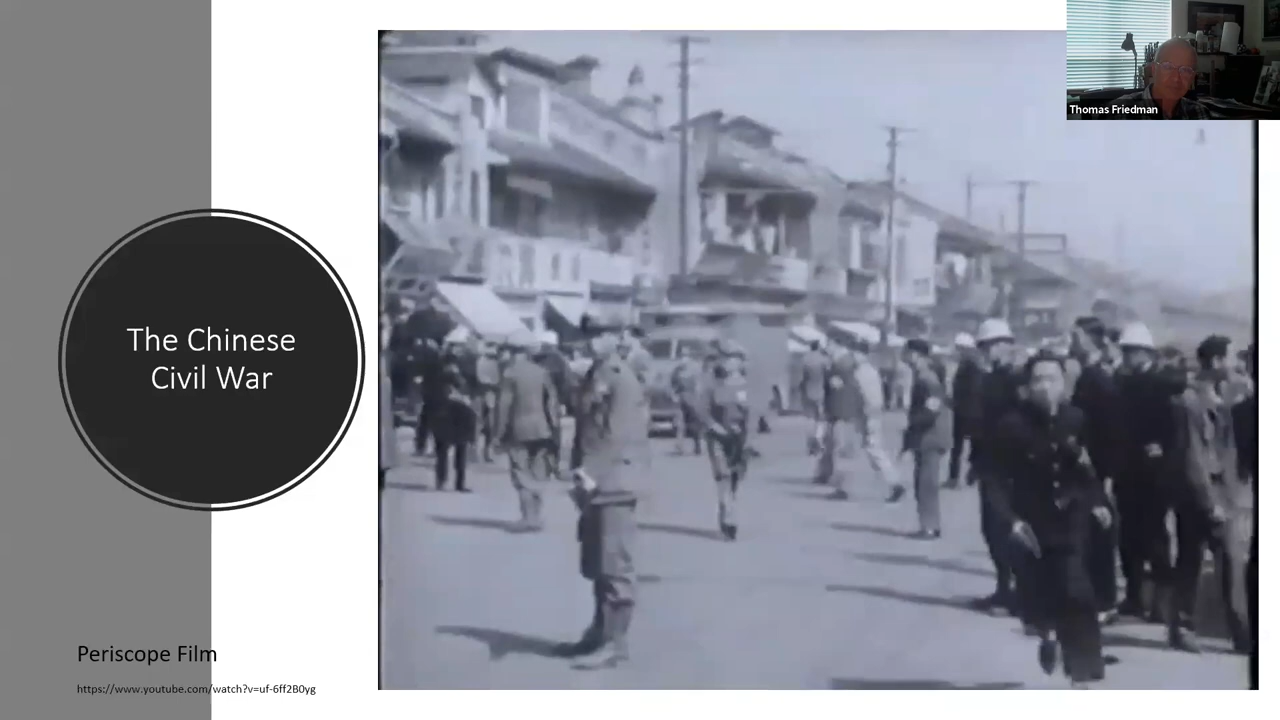 Thomas Friedman
The Chinese
Civil War
Periscope Film
https://www.youtube.com/watch?v=uf-6ff2B0yg